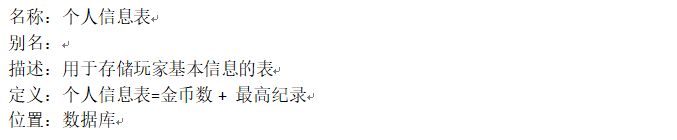 名称：个人信息表
别名：
描述：用于存储玩家基本信息的表
定义：个人信息表=金币数 + 最高纪录
位置：数据库